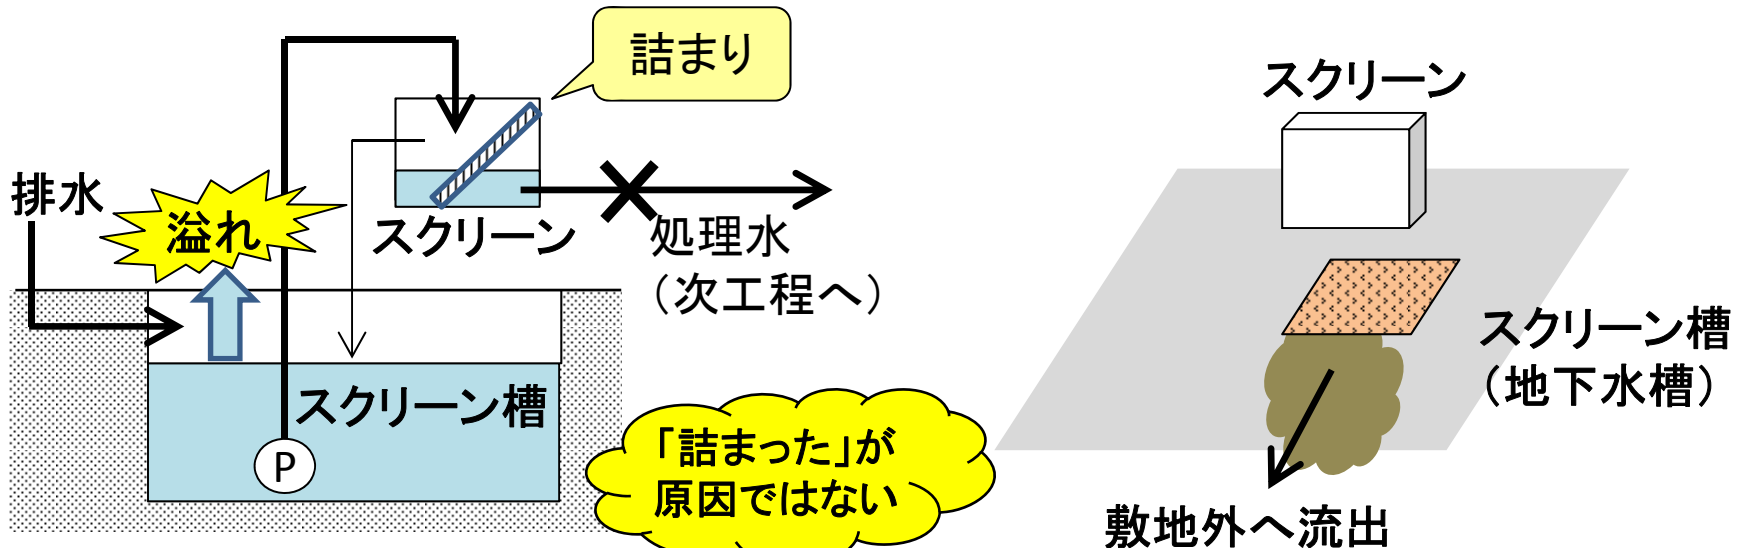 詰まり
排水
溢れ
スクリーン
処理水
（次工程へ）
スクリーン槽
P
「詰まった」が
原因ではない
スクリーン
スクリーン槽
（地下水槽）
敷地外へ流出